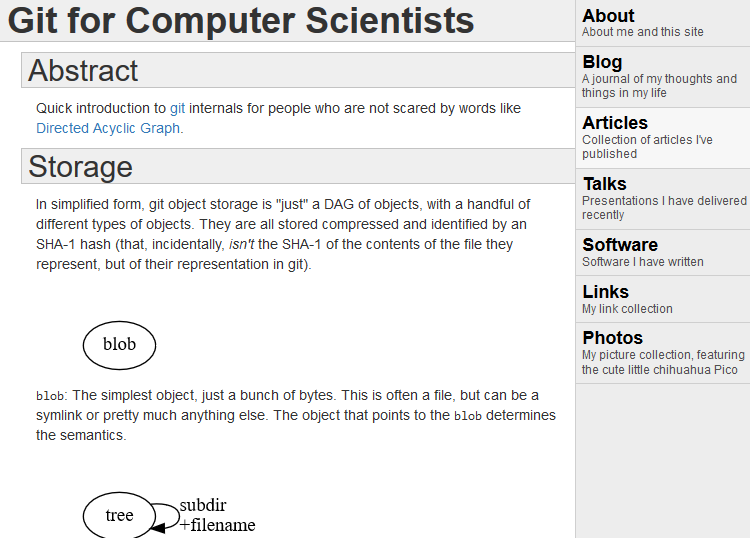 Git for Computer Scientists
Abstract
Quick introduction to git internals for people who are not scared by words like
Directed Acyclic Graph.
Storage
In simplified form, git object storage is "just" a DAG of objects, with a handful of
different types of objects. They are all stored compressed and identified by an
SHA-1 hash (that, incidentally, isn't the SHA-1 of the contents of the file they
represent, but of their representation in git).
blob
blob: The simplest object, just a bunch of bytes. This is often a file, but can be a
symlink or pretty much anything else. The object that points to the blob determines
the semantics.
tree
subdir
+filename
About
About me and this site
Blog
A journal of my thoughts and
things in my life
Articles
Collection of articles I've
published
Talks
Presentations I have delivered
recently
Software
Software I have written
Links
My link collection
Photos
My picture collection, featuring
the cute little chihuahua Pico